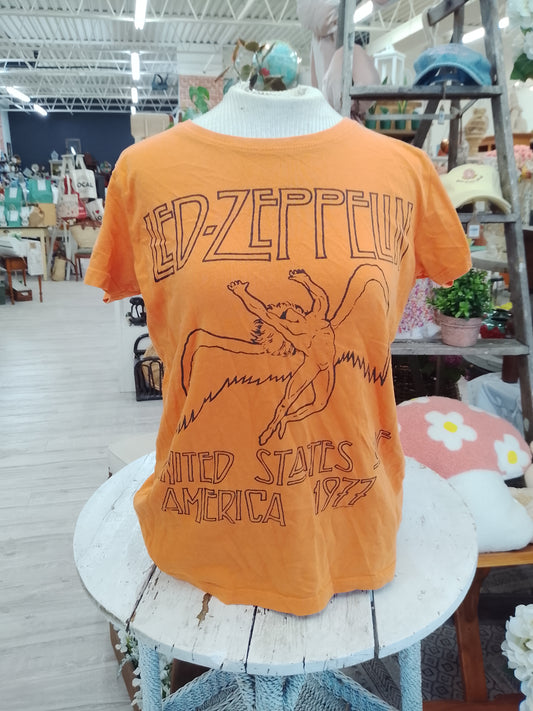 LED-ZEPPELIN
UNITED STATES OF
AMERICA 1977